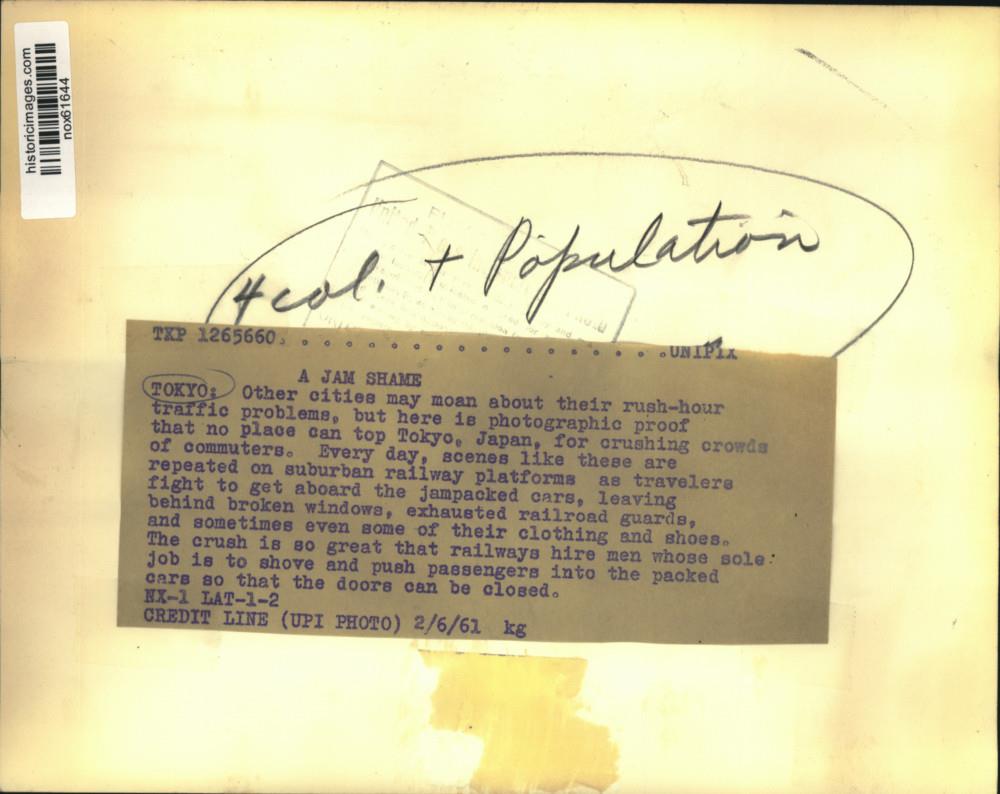 historicimages.com
nox61644
4 col. + Population
TKP 1265660. . . . . . . . . . . . . . . . . .UNIPIX
A JAM SHAME
TOKYO: Other cities may moan about their rush-hour
traffic problems, but here is photographic proof
that no place can top Tokyo, Japan, for crushing crowds
of commuters. Every day, scenes like these are
repeated on suburban railway platforms as travelers
fight to get aboard the jampacked cars, leaving
behind broken windows, exhausted railroad guards,
and sometimes even some of their clothing and shoes.
The crush is so great that railways hire men whose sole
job is to shove and push passengers into the packed
cars so that the doors can be closed.
NX-1 LAT-1-2
CREDIT LINE (UPI PHOTO) 2/6/61 kg